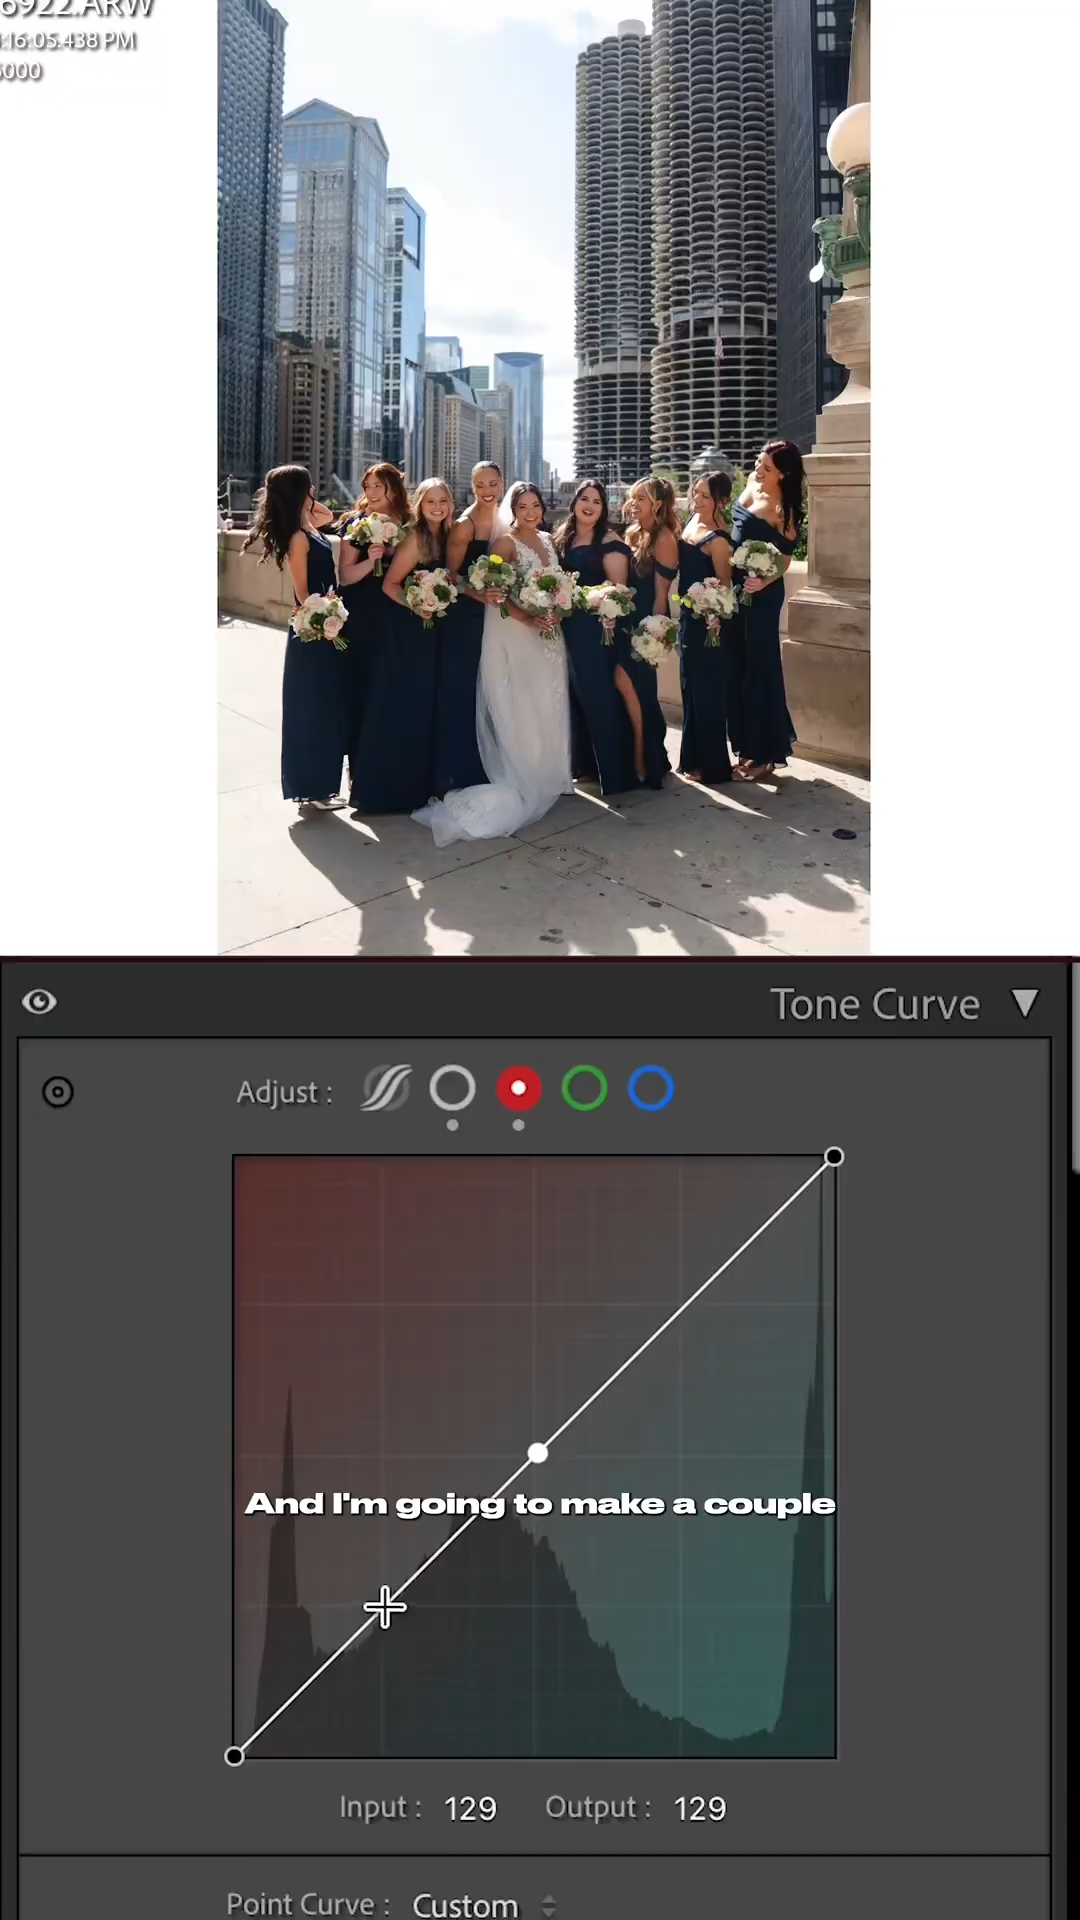 6922.ARW
:16:05.438 PM
6000
Tone Curve
Adjust :
And I'm going to make a couple
Input : 129 Output : 129
Point Curve : Custom